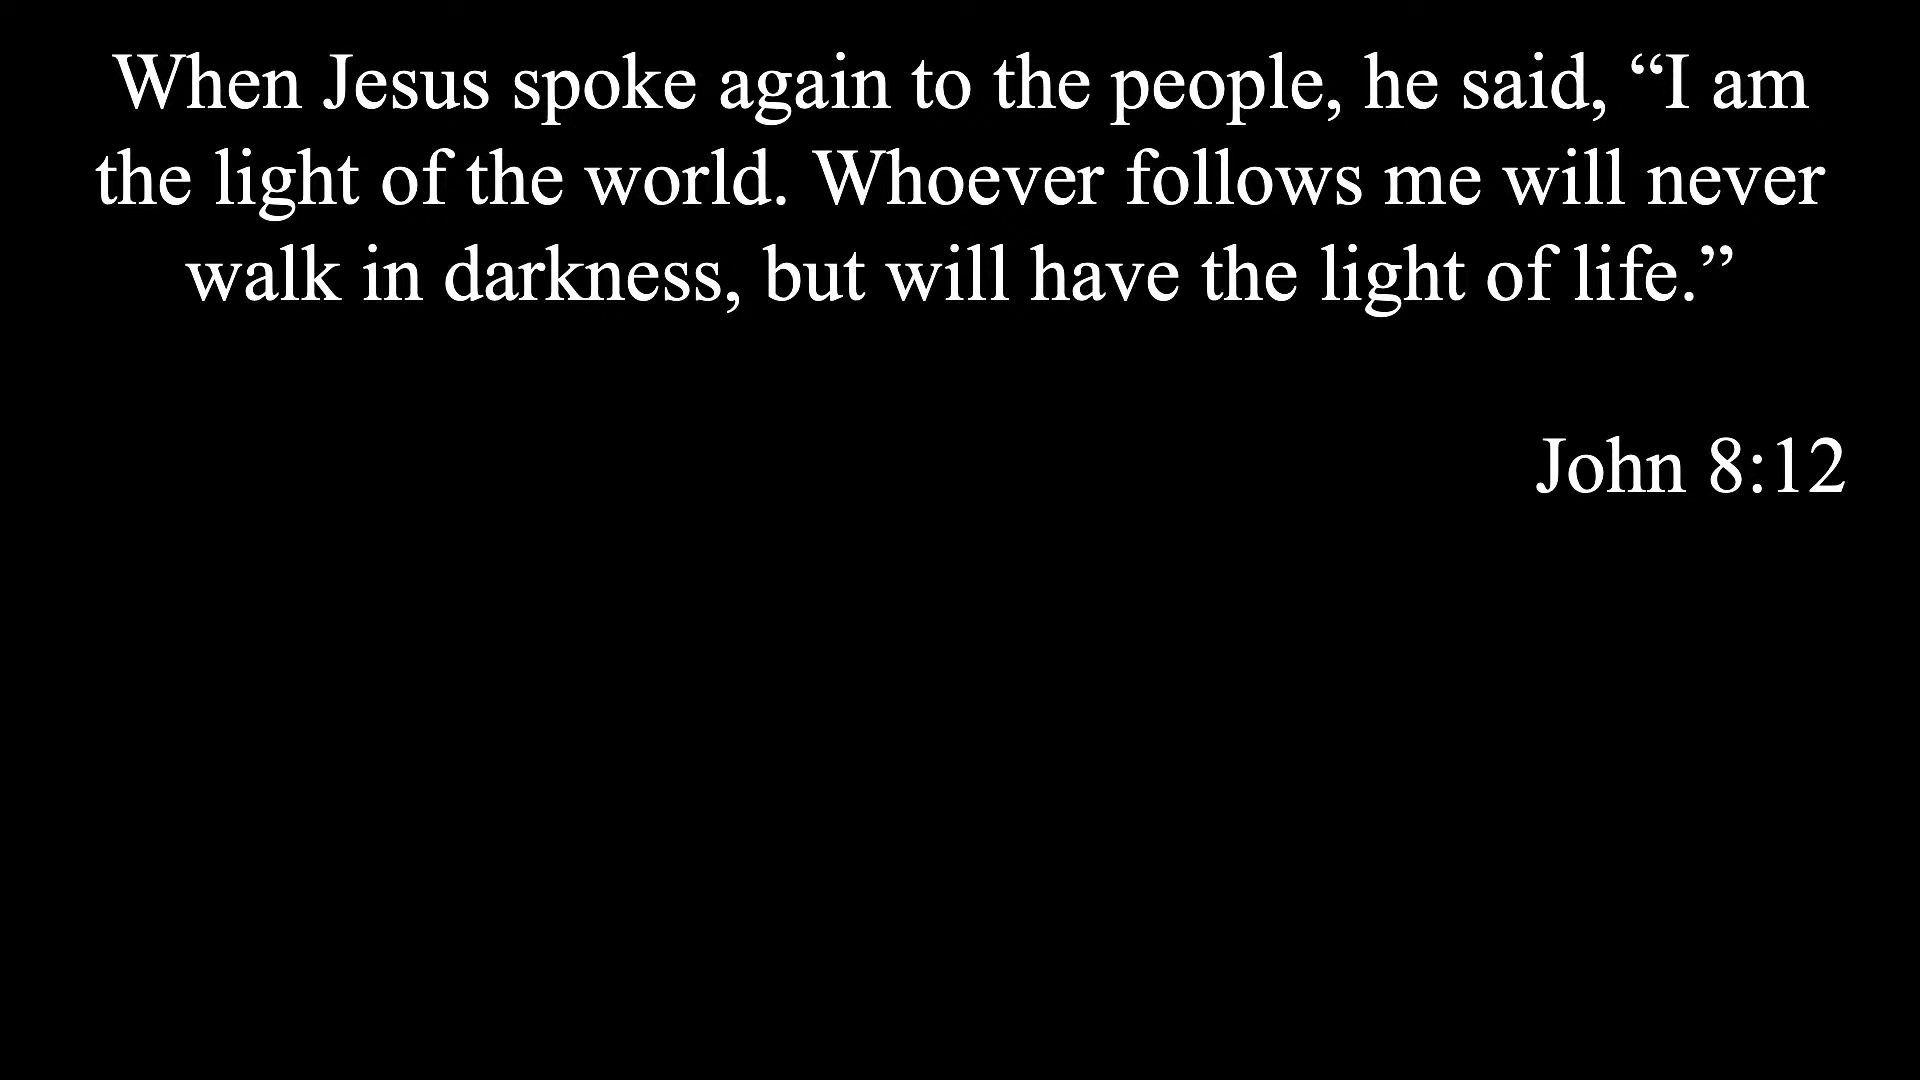 When Jesus spoke again to the people, he said, “I am
the light of the world. Whoever follows me will never
walk in darkness, but will have the light of life.”
John 8:12